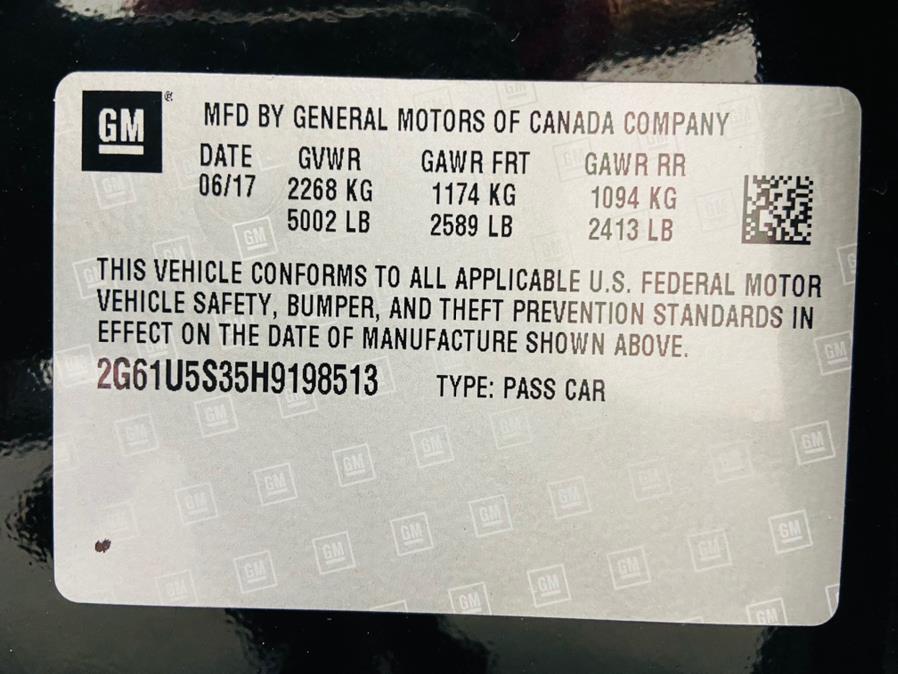 GM ® MFD BY GENERAL MOTORS OF CANADA COMPANY
DATE GVWR GAWR FRT GAWR RR
06/17 2268 KG 1174 KG 1094 KG
5002 LB 2589 LB 2413 LB
THIS VEHICLE CONFORMS TO ALL APPLICABLE U.S. FEDERAL MOTOR
VEHICLE SAFETY, BUMPER, AND THEFT PREVENTION STANDARDS IN
EFFECT ON THE DATE OF MANUFACTURE SHOWN ABOVE.
2G61U5S35H9198513 TYPE: PASS CAR